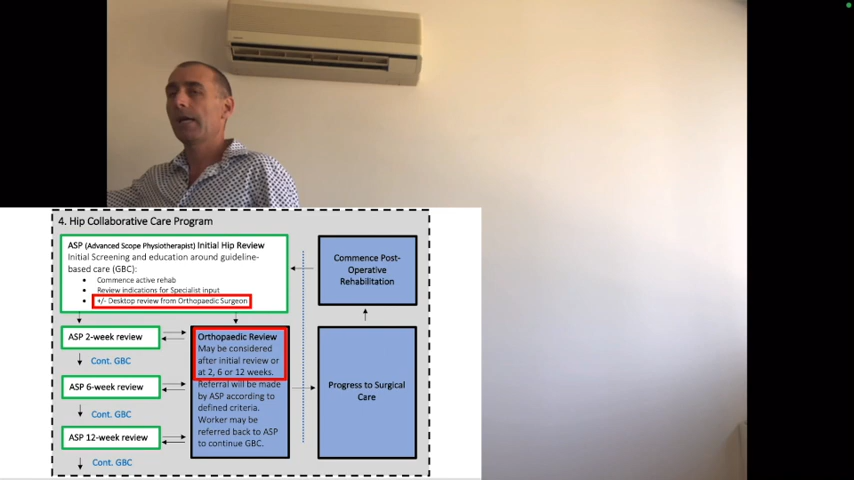 4. Hip Collaborative Care Program
ASP (Advanced Scope Physiotherapist) Initial Hip Review
Initial Screening and education around guideline-
based care (GBC):
• Commence active rehab
• Review indications for Specialist input
• +/- Desktop review from Orthopaedic Surgeon
Commence Post-
Operative
Rehabilitation
ASP 2-week review
Cont. GBC
ASP 6-week review
Cont. GBC
ASP 12-week review
Cont. GBC
Orthopaedic Review
May be considered
after initial review or
at 2, 6 or 12 weeks.
Referral will be made
by ASP according to
defined criteria.
Worker may be
referred back to ASP
to continue GBC.
Progress to Surgical
Care